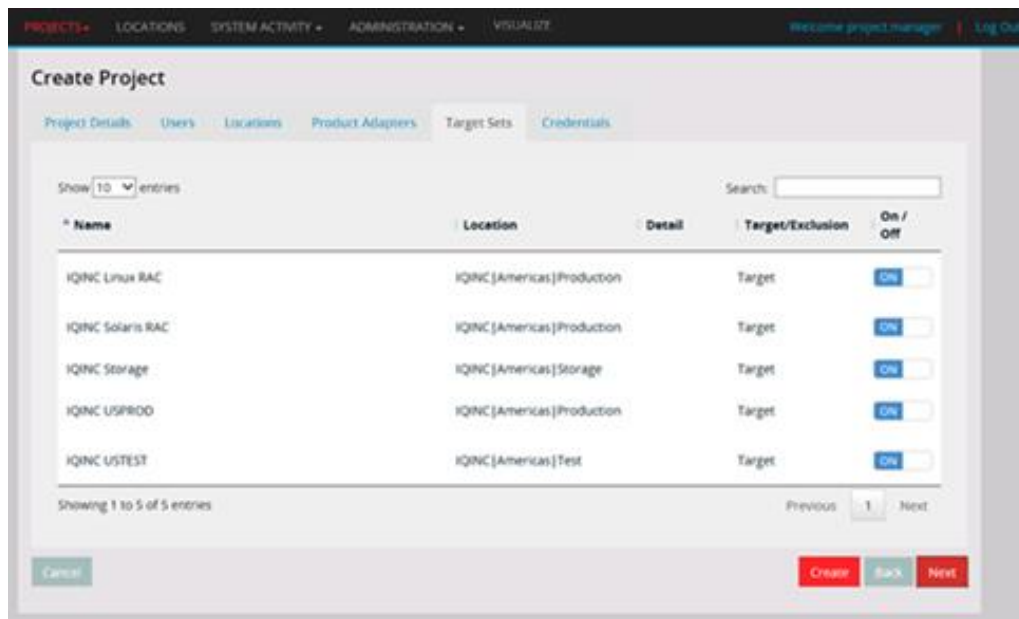 PROJECTS LOCATIONS SYSTEM ACTIVITY ADMINISTRATION VISUALIZE Welcome project.manager | Log Out
Create Project
Project Details Users Locations Product Adapters Target Sets Credentials
Show 10 entries Search:
Name Location Detail Target/Exclusion On / Off
IQINC Linux RAC IQINC|Americas|Production Target ON
IQINC Solaris RAC IQINC|Americas|Production Target ON
IQINC Storage IQINC|Americas|Storage Target ON
IQINC USPROD IQINC|Americas|Production Target ON
IQINC USTEST IQINC|Americas|Test Target ON
Showing 1 to 5 of 5 entries Previous 1 Next
Cancel Create Back Next